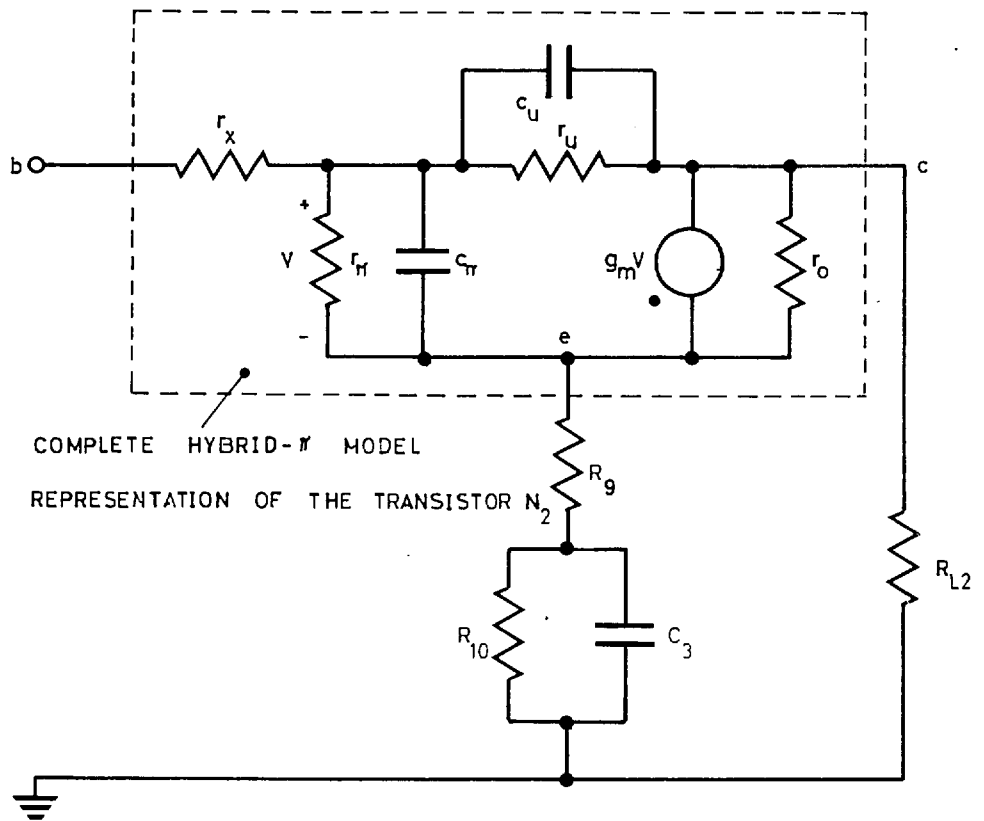 c_u
r_x
r_u
b
c
+
V
r_π
c_π
g_mV
r_o
-
e
COMPLETE HYBRID-π MODEL
REPRESENTATION OF THE TRANSISTOR N_2
R_9
R_L2
R_10
C_3